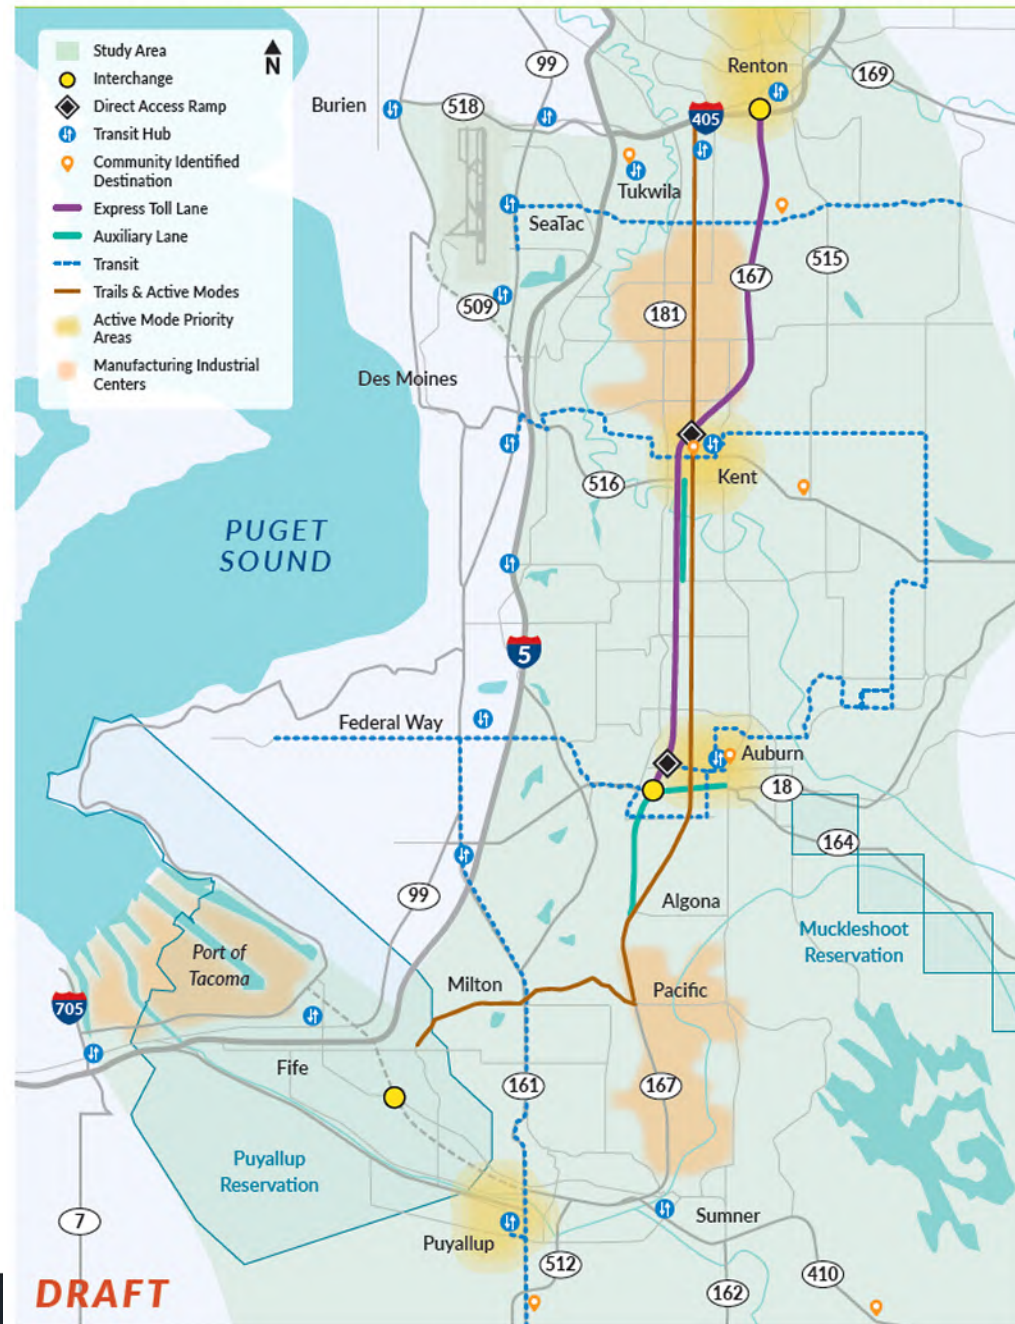 Study Area
N
Interchange
Direct Access Ramp
Transit Hub
Community Identified
Destination
Express Toll Lane
Auxiliary Lane
Transit
Trails & Active Modes
Active Mode Priority
Areas
Manufacturing Industrial
Centers
99
Renton
169
Burien
518
405
Tukwila
SeaTac
515
167
509
181
Des Moines
516
Kent
PUGET
SOUND
5
Federal Way
Auburn
18
164
99
Algona
Muckleshoot
Reservation
Port of
Tacoma
Milton
Pacific
705
Fife
161
167
Puyallup
Reservation
7
Sumner
Puyallup
512
410
162
DRAFT